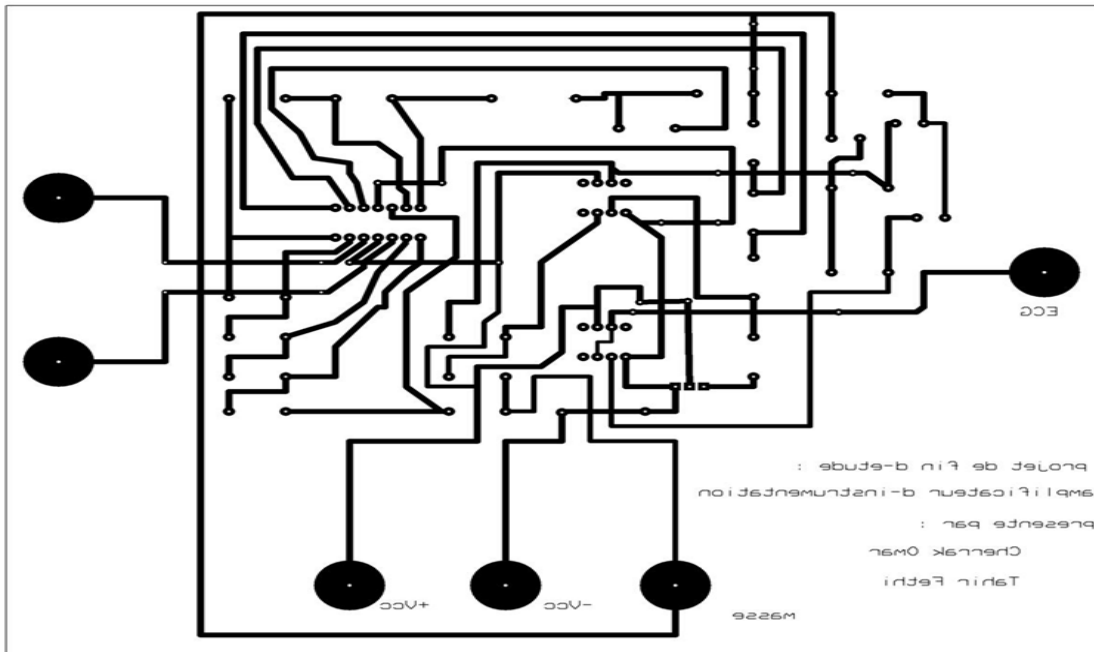 ECG
projet de fin d-etude :
amplificateur d-instrumentation
presente par :
Cherrak Omar
Tahir Fethi
+Vcc
-Vcc
masse